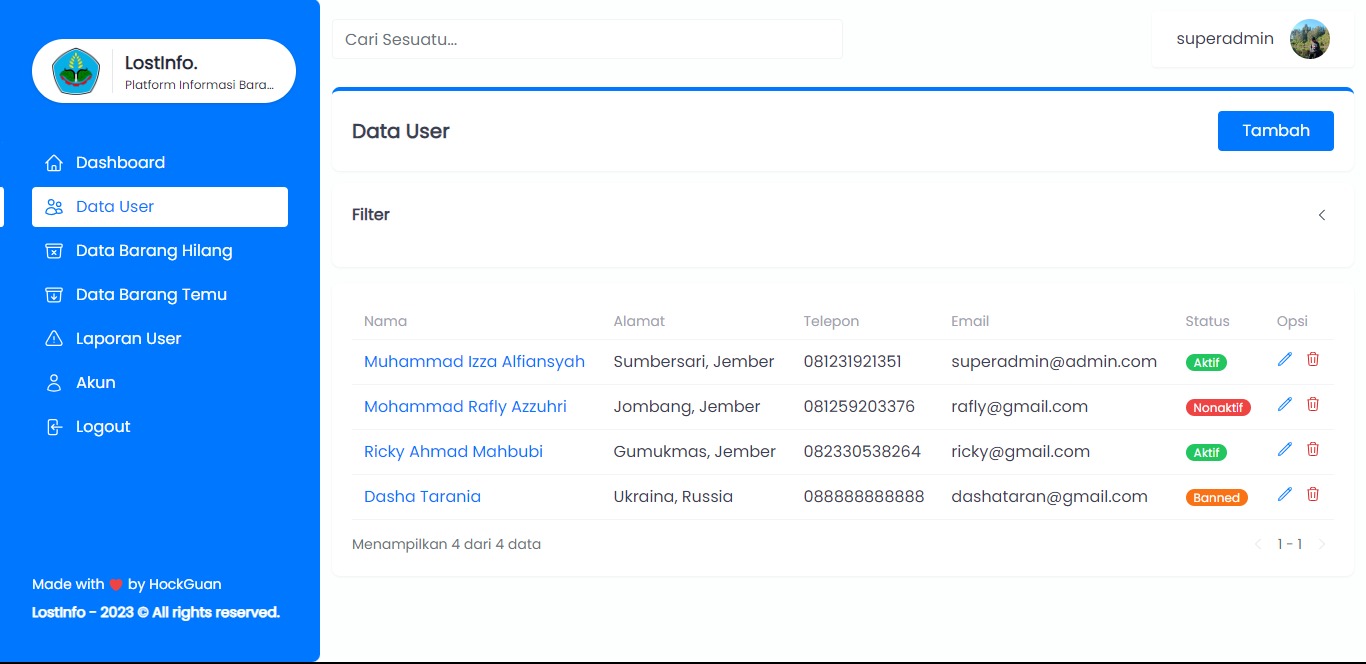 LostInfo.
Platform Informasi Bara...
Dashboard
Data User
Data Barang Hilang
Data Barang Temu
Laporan User
Akun
Logout
Made with ❤ by HockGuan
LostInfo - 2023 © All rights reserved.
Cari Sesuatu...
superadmin
Data User
Tambah
Filter
Nama Alamat Telepon Email Status Opsi
Muhammad Izza Alfiansyah Sumbersari, Jember 081231921351 superadmin@admin.com Aktif
Mohammad Rafly Azzuhri Jombang, Jember 081259203376 rafly@gmail.com Nonaktif
Ricky Ahmad Mahbubi Gumukmas, Jember 082330538264 ricky@gmail.com Aktif
Dasha Tarania Ukraina, Russia 088888888888 dashataran@gmail.com Banned
Menampilkan 4 dari 4 data
1 - 1